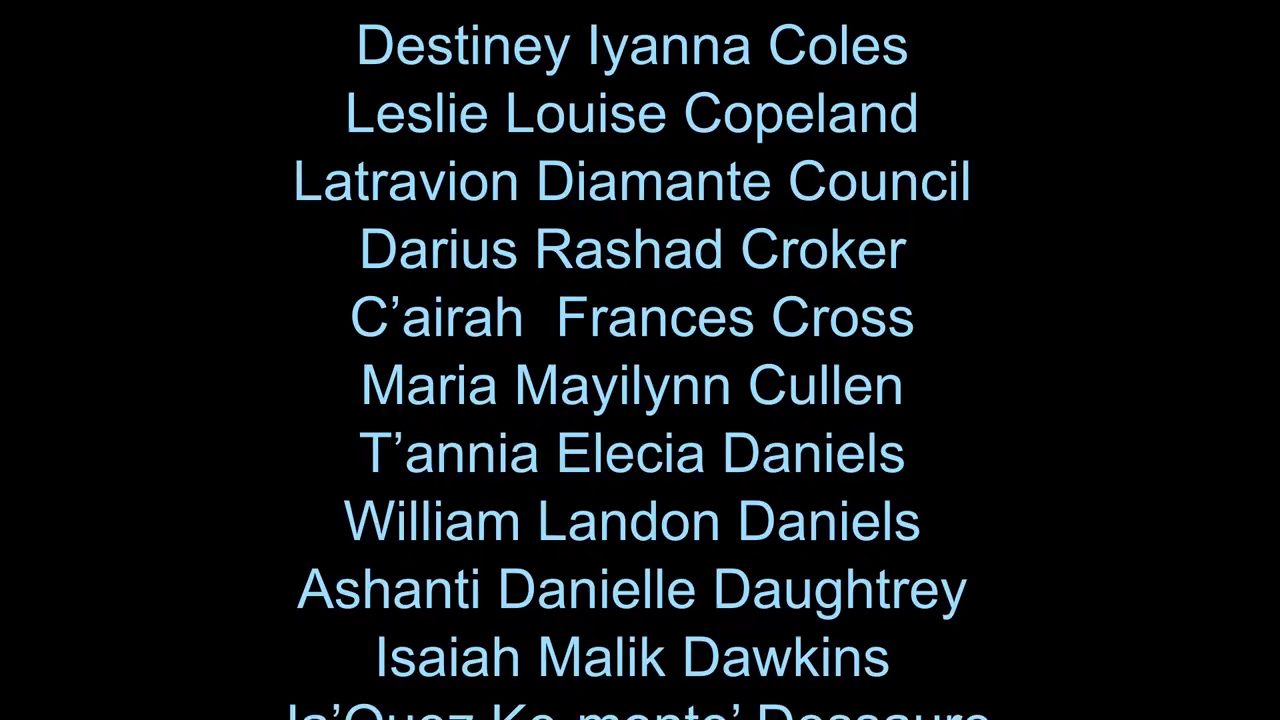 Destiney Iyanna Coles
Leslie Louise Copeland
Latravion Diamante Council
Darius Rashad Croker
C’airah  Frances Cross
Maria Mayilynn Cullen
T’annia Elecia Daniels
William Landon Daniels
Ashanti Danielle Daughtrey
Isaiah Malik Dawkins